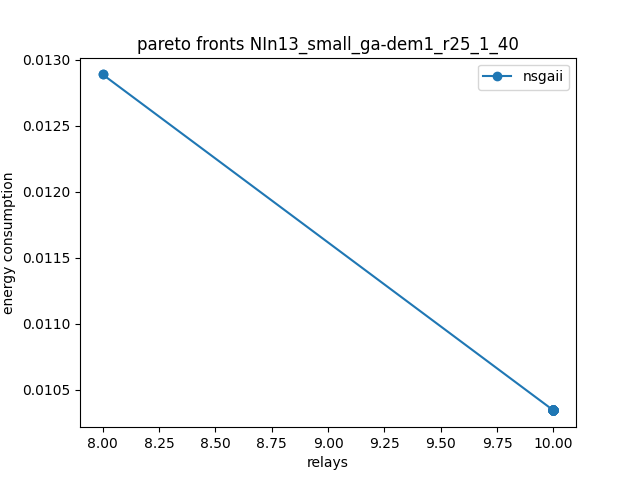 pareto fronts NIn13_small_ga-dem1_r25_1_40
nsgaii
energy consumption
0.0130
0.0125
0.0120
0.0115
0.0110
0.0105
8.00 8.25 8.50 8.75 9.00 9.25 9.50 9.75 10.00
relays